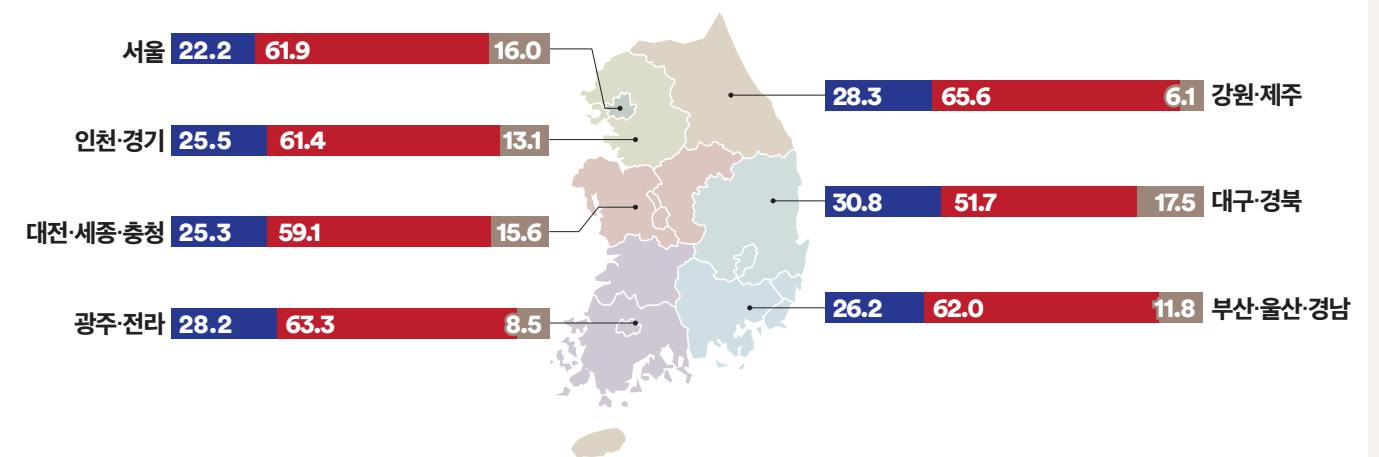 서울 22.2 61.9 16.0
인천·경기 25.5 61.4 13.1
대전·세종·충청 25.3 59.1 15.6
광주·전라 28.2 63.3 8.5
28.3 65.6 6.1 강원·제주
30.8 51.7 17.5 대구·경북
26.2 62.0 11.8 부산·울산·경남